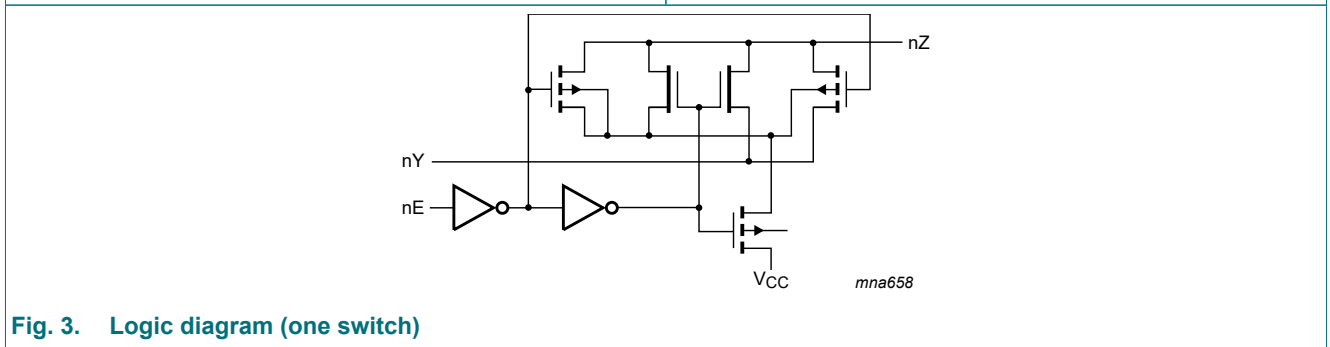 nZ
nY
nE
VCC
mna658
Fig. 3. Logic diagram (one switch)